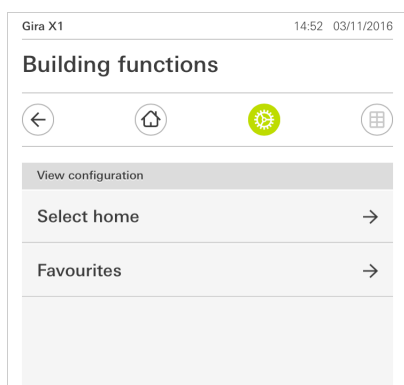 Gira X1 14:52 03/11/2016
Building functions
View configuration
Select home
Favourites